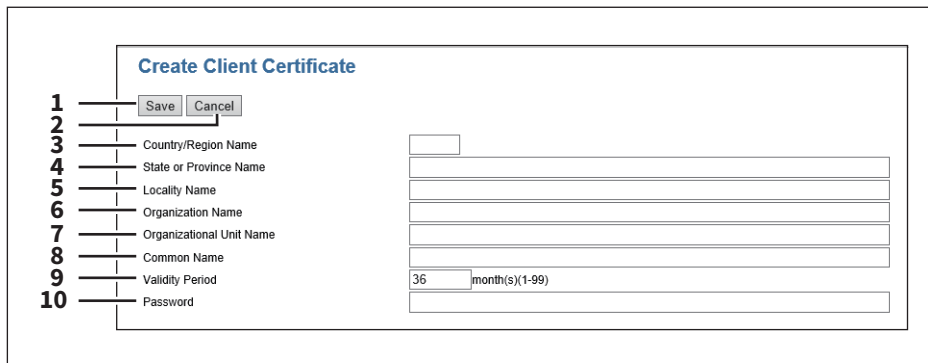 Create Client Certificate
1 Save Cancel
2
3 Country/Region Name
4 State or Province Name
5 Locality Name
6 Organization Name
7 Organizational Unit Name
8 Common Name
9 Validity Period 36 month(s)(1-99)
10 Password